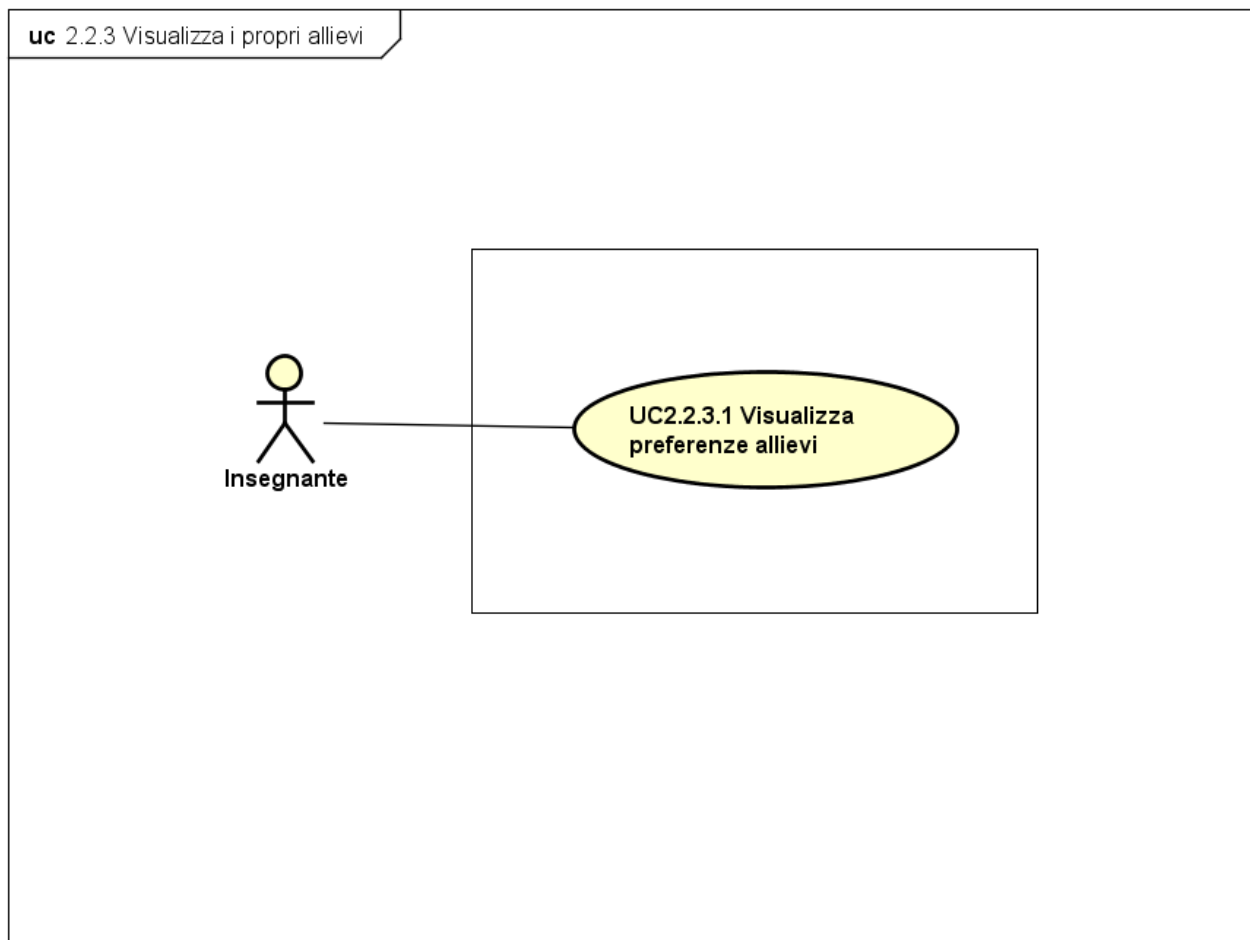 uc 2.2.3 Visualizza i propri allievi
UC2.2.3.1 Visualizza
preferenze allievi
Insegnante